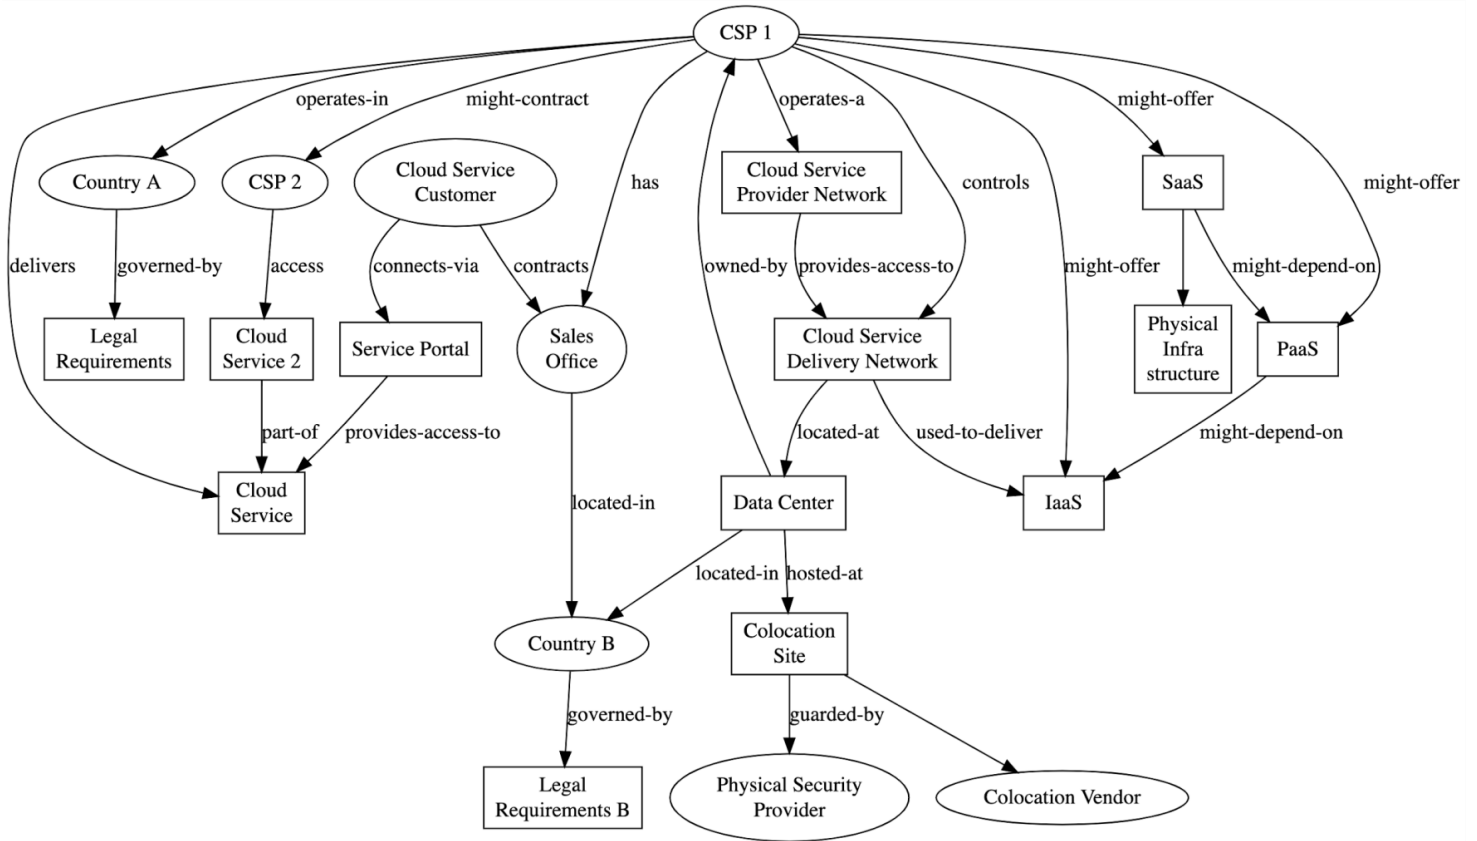 CSP 1
operates-in
might-contract
operates-a
might-offer
Country A
CSP 2
Cloud Service
Customer
has
Cloud Service
Provider Network
controls
SaaS
might-offer
delivers
governed-by
access
connects-via
contracts
owned-by
provides-access-to
might-offer
might-depend-on
Legal
Requirements
Cloud
Service 2
Service Portal
Sales
Office
Cloud Service
Delivery Network
Physical
Infra
structure
PaaS
part-of
provides-access-to
located-at
used-to-deliver
might-depend-on
Cloud
Service
located-in
Data Center
IaaS
located-in
hosted-at
Country B
Colocation
Site
governed-by
guarded-by
Legal
Requirements B
Physical Security
Provider
Colocation Vendor